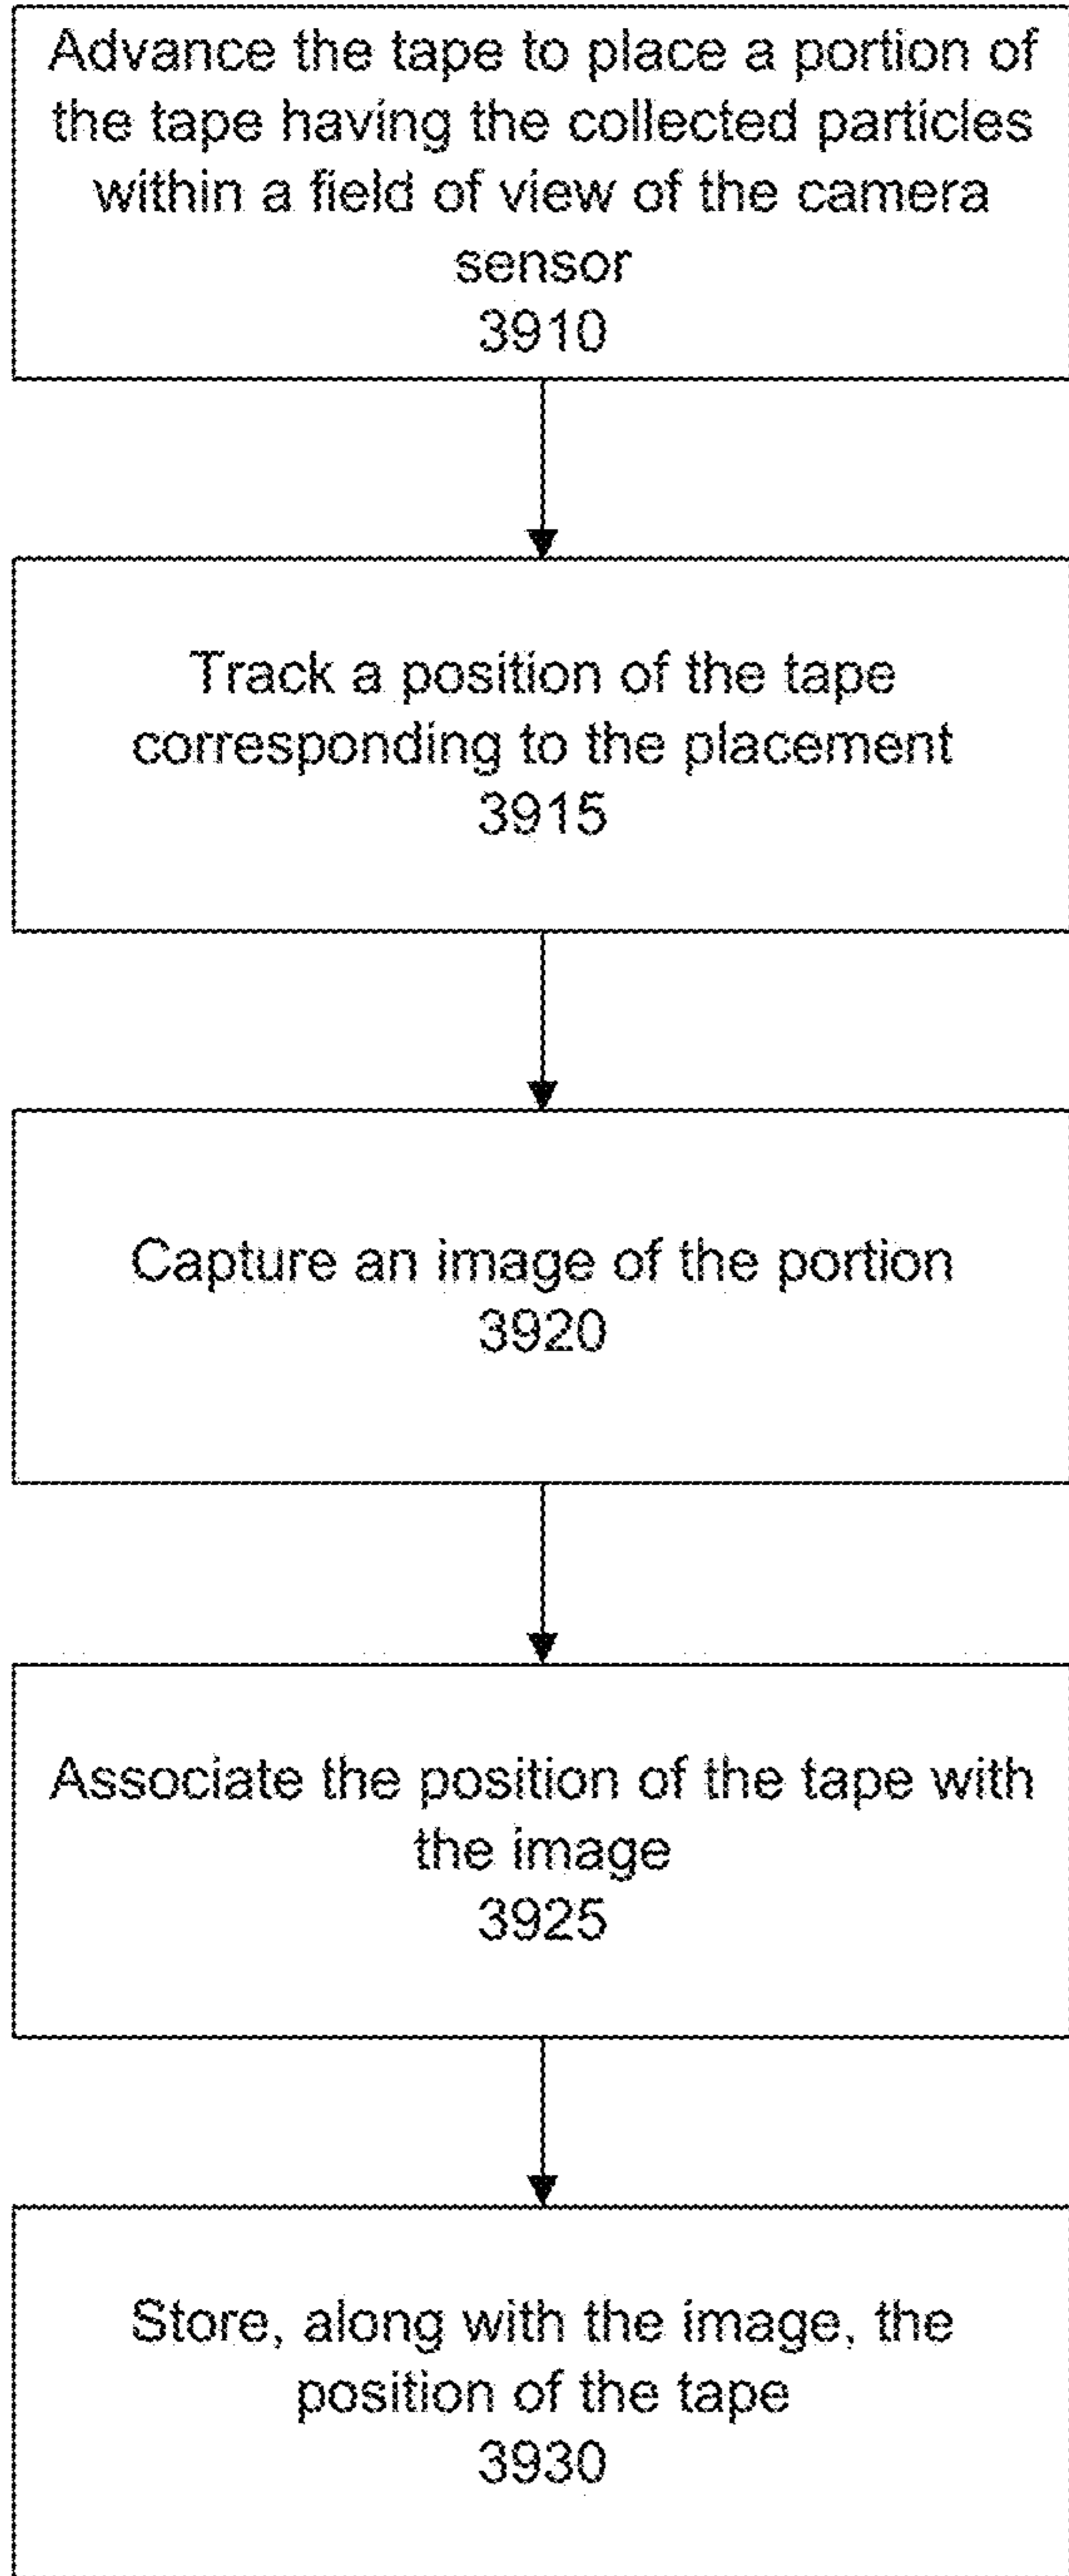 Advance the tape to place a portion of
the tape having the collected particles
within a field of view of the camera
sensor
3910
Track a position of the tape
corresponding to the placement
3915
Capture an image of the portion
3920
Associate the position of the tape with
the image
3925
Store, along with the image, the
position of the tape
3930